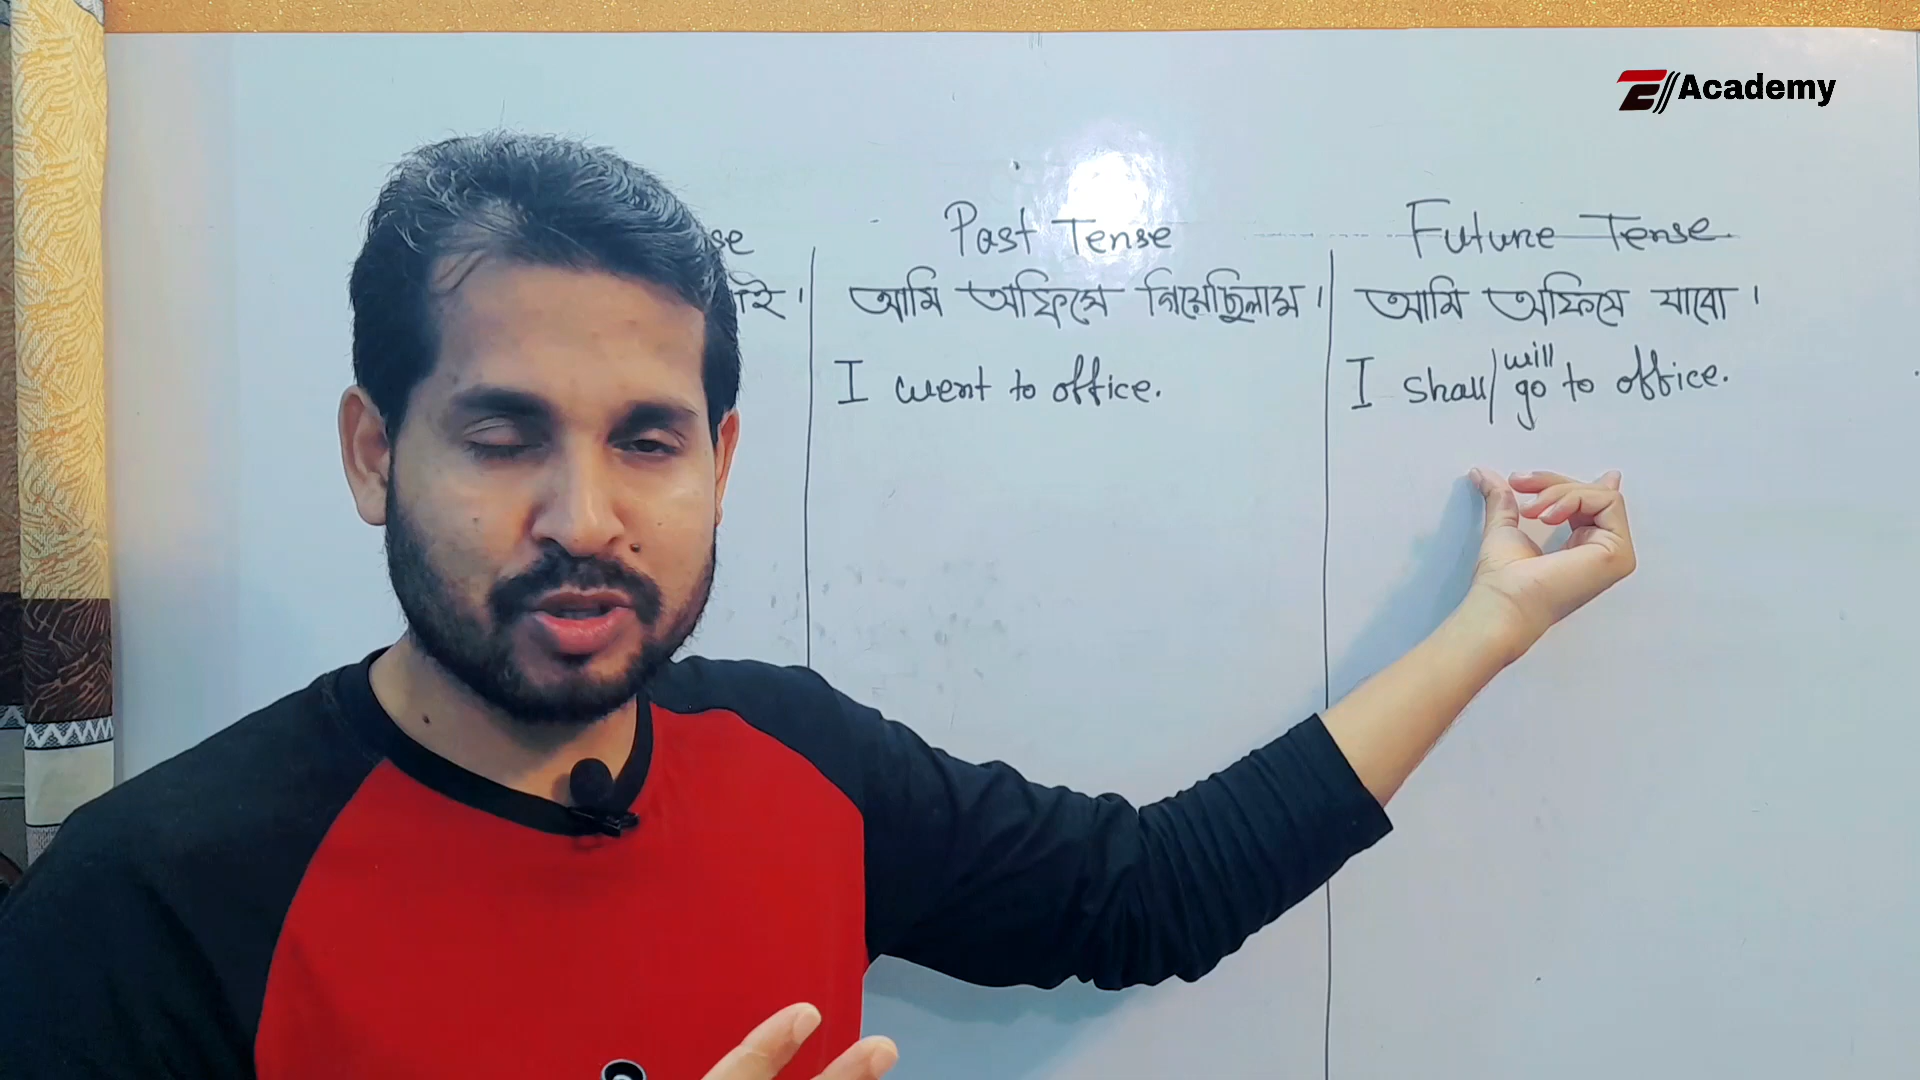 Academy
Past Tense
Future Tense
আমি অফিসে গিয়েছিলাম।
আমি অফিসে যাবো।
I went to office.
I shall/will go to office.